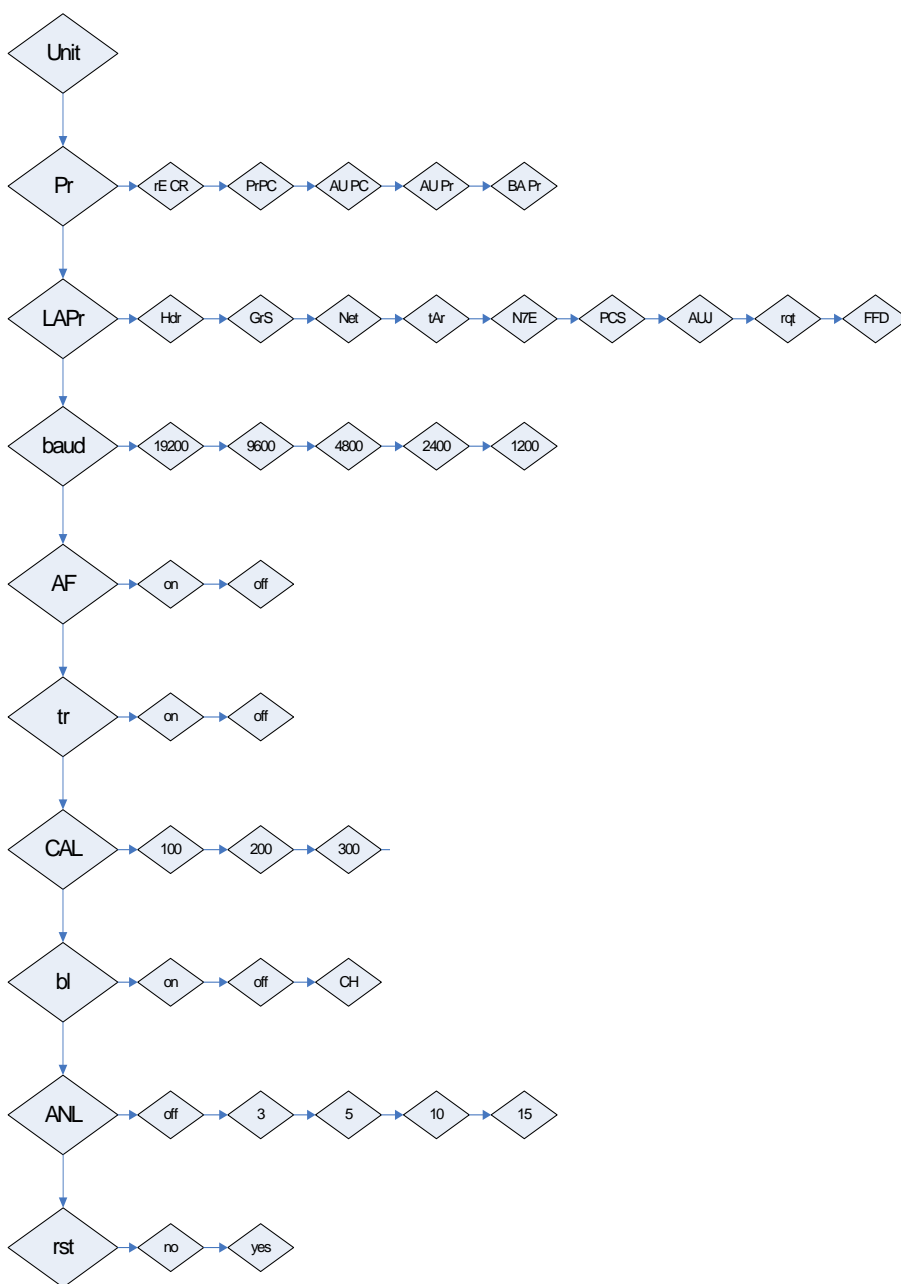 Unit
Pr rE CR PrPC AU PC AU Pr BA Pr
LAPr Hdr GrS Net tAr N7E PCS AUJ rqt FFD
baud 19200 9600 4800 2400 1200
AF on off
tr on off
CAL 100 200 300
bl on off CH
ANL off 3 5 10 15
rst no yes